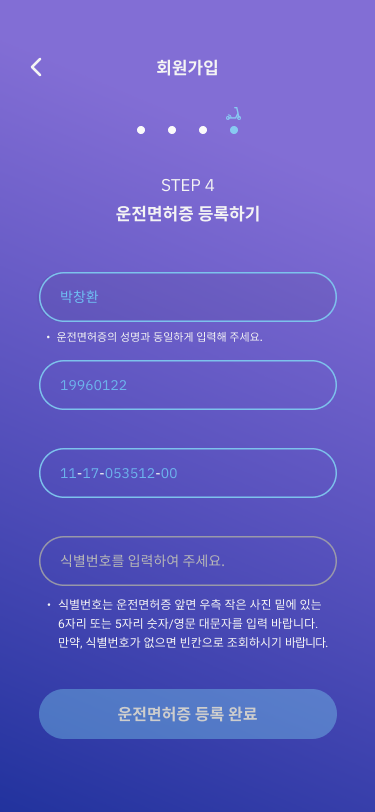 회원가입
STEP 4
운전면허증 등록하기
박창환
• 운전면허증의 성명과 동일하게 입력해 주세요.
19960122
11-17-053512-00
식별번호를 입력하여 주세요.
• 식별번호는 운전면허증 앞면 우측 작은 사진 밑에 있는
6자리 또는 5자리 숫자/영문 대문자를 입력 바랍니다.
만약, 식별번호가 없으면 빈칸으로 조회하시기 바랍니다.
운전면허증 등록 완료